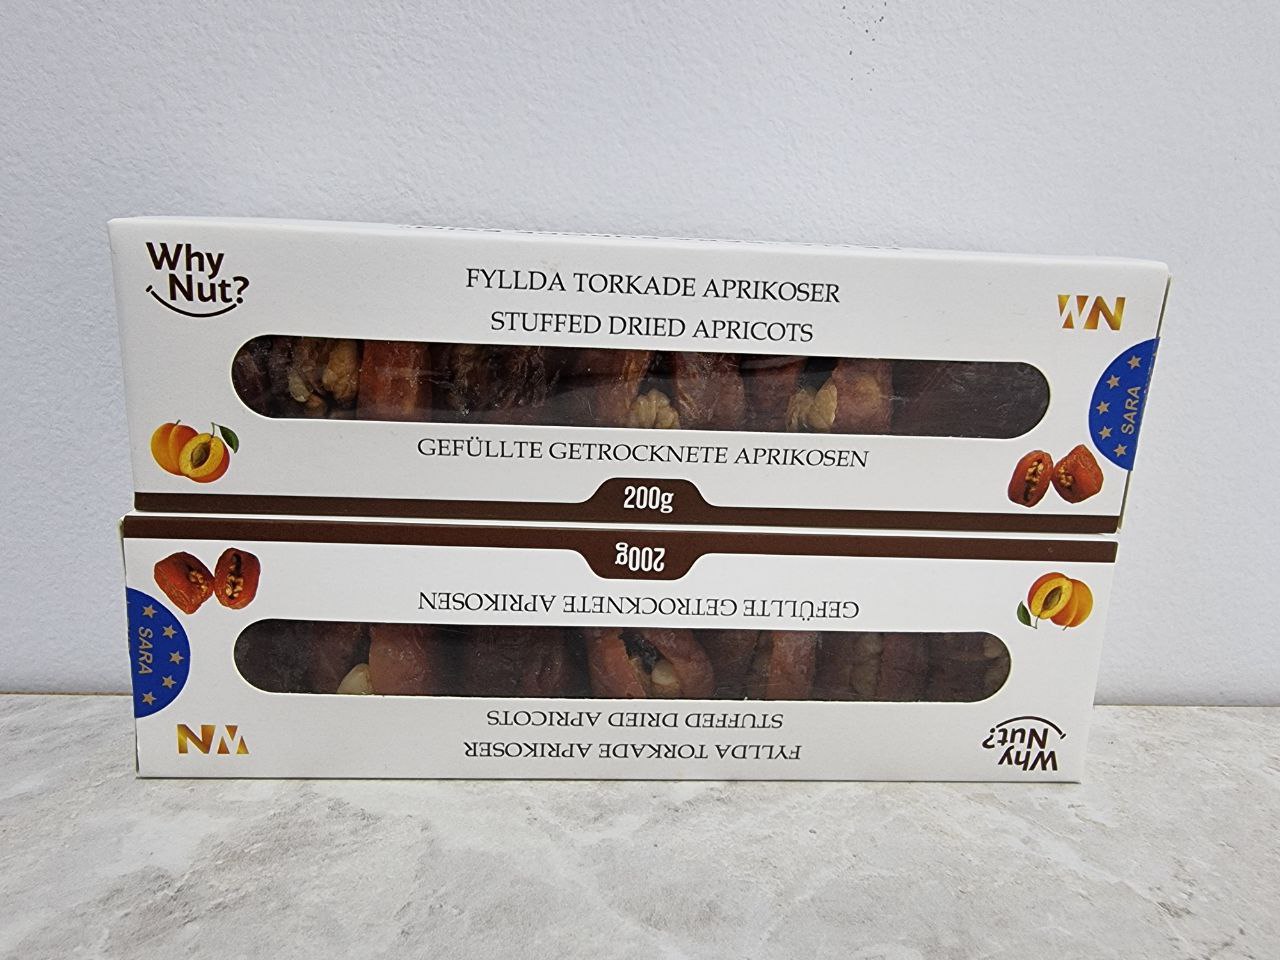 Why
Nut?
FYLLDA TORKADE APRIKOSER
STUFFED DRIED APRICOTS
WN
SARA
GEFÜLLTE GETROCKNETE APRIKOSEN
200g
200g
GEFÜLLTE GETROCKNETE APRIKOSEN
SARA
STUFFED DRIED APRICOTS
FYLLDA TORKADE APRIKOSER
WN
Why
Nut?